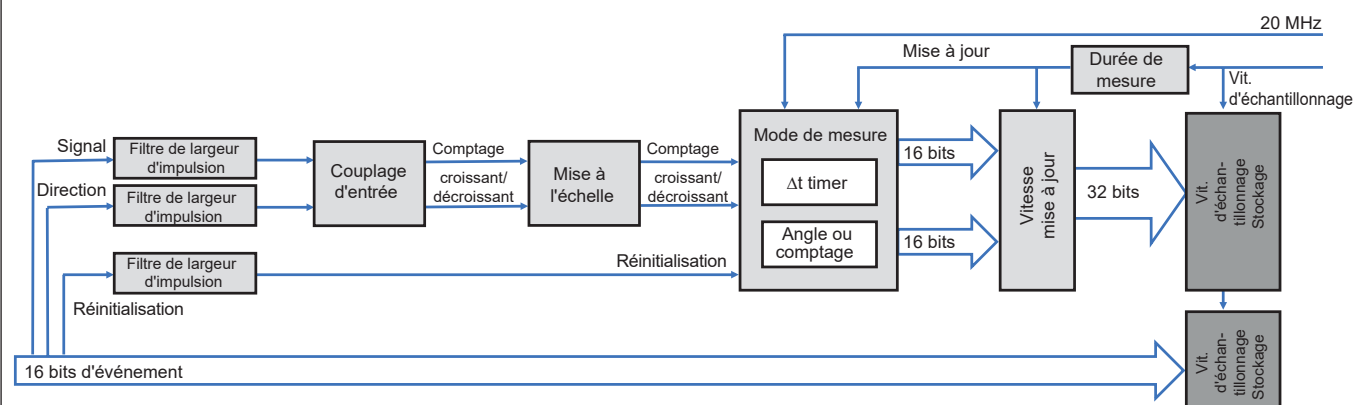 20 MHz
Mise à jour
Durée de
mesure
Vit.
d'échantillonnage
Signal
Filtre de largeur
d'impulsion
Direction
Filtre de largeur
d'impulsion
Couplage
d'entrée
Comptage
croissant/
décroissant
Mise à
l'échelle
Comptage
croissant/
décroissant
Mode de mesure
Δt timer
Angle ou
comptage
16 bits
16 bits
Vitesse
mise à jour
32 bits
Vit.
d'échan-
tillonnage
Stockage
Filtre de largeur
d'impulsion
Réinitialisation
Réinitialisation
16 bits d'événement
Vit.
d'échan-
tillonnage
Stockage